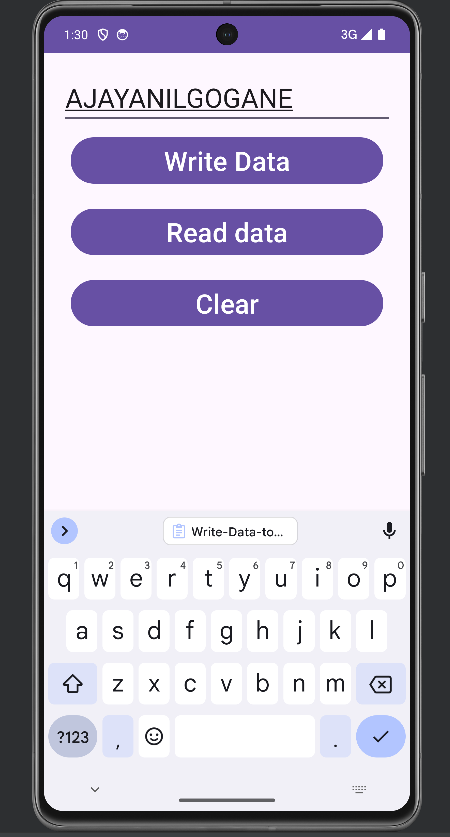 1:30 3G
AJAYANILGOGANE
Write Data
Read data
Clear
Write-Data-to...
1 2 3 4 5 6 7 8 9 0
q w e r t y u i o p
a s d f g h j k l
z x c v b n m
?123 , .